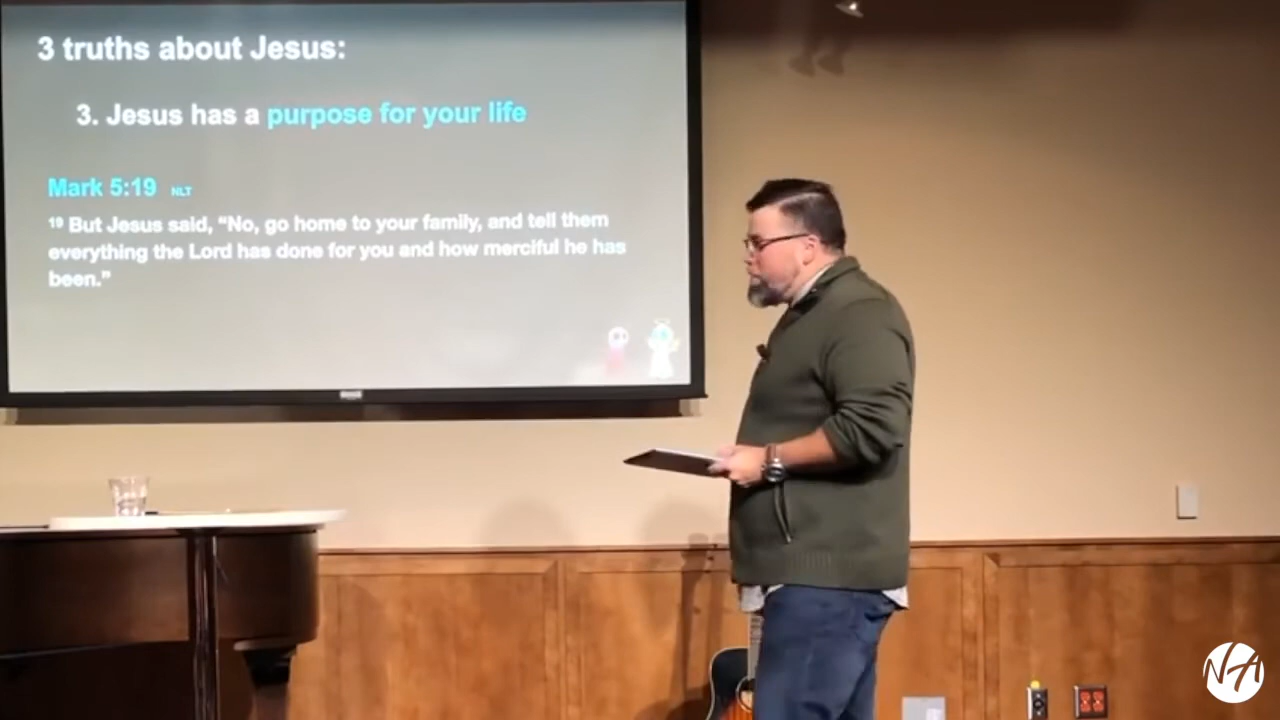 3 truths about Jesus:
3. Jesus has a purpose for your life
Mark 5:19 NLT
19 But Jesus said, “No, go home to your family, and tell them
everything the Lord has done for you and how merciful he has
been.”
NA